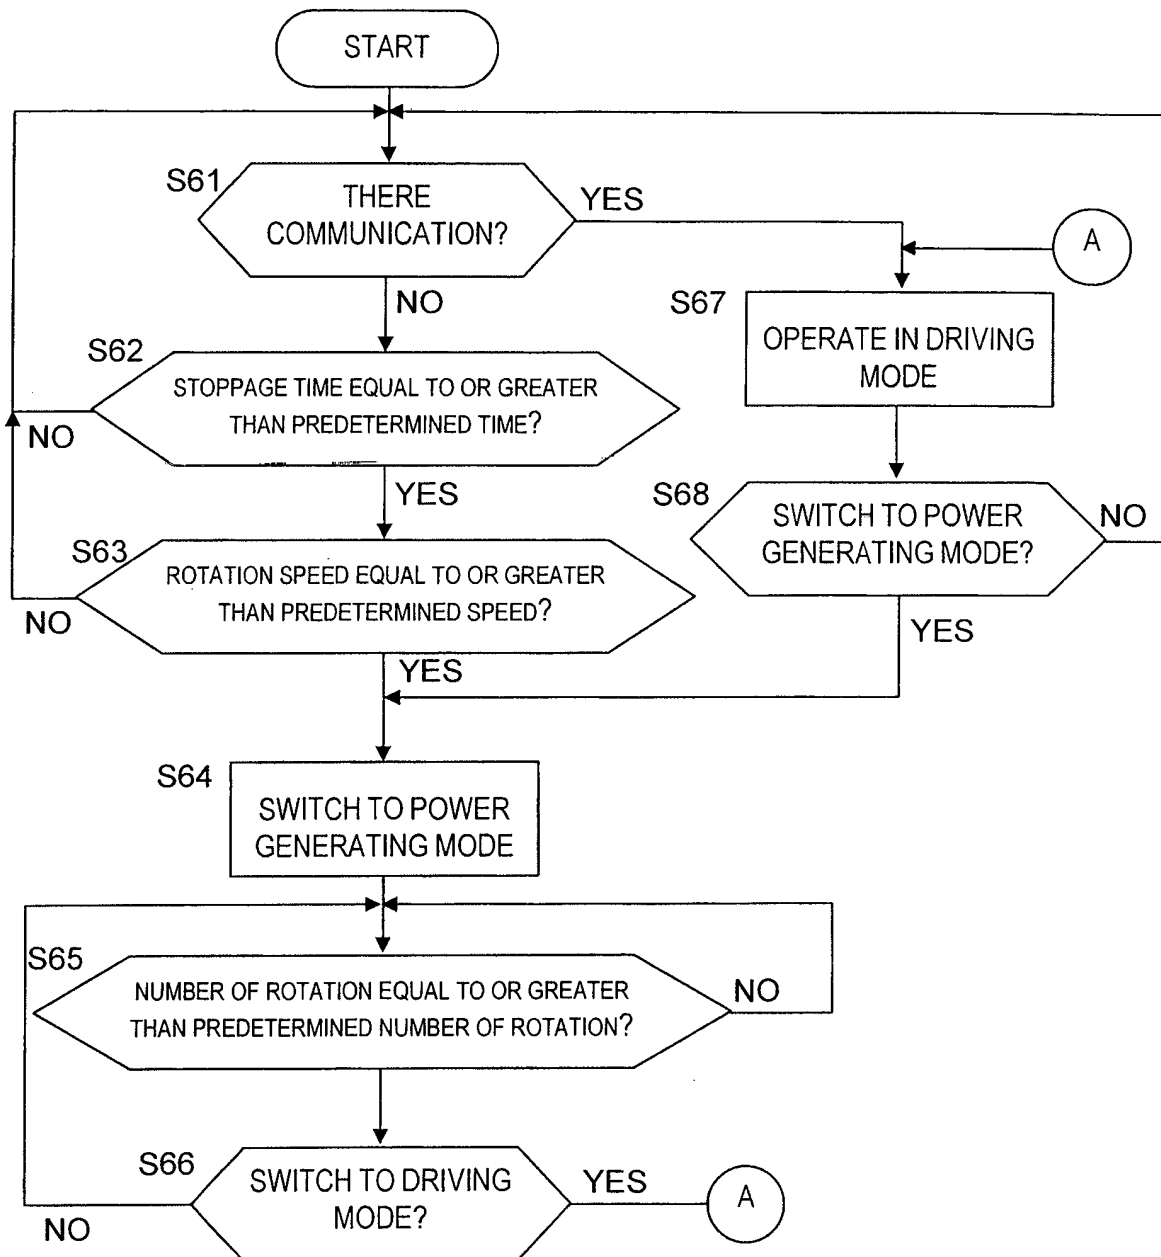 START
S61
THERE
COMMUNICATION?
YES
A
NO
S67
OPERATE IN DRIVING
MODE
S62
STOPPAGE TIME EQUAL TO OR GREATER
THAN PREDETERMINED TIME?
NO
YES
S68
SWITCH TO POWER
GENERATING MODE?
NO
S63
ROTATION SPEED EQUAL TO OR GREATER
THAN PREDETERMINED SPEED?
NO
YES
YES
S64
SWITCH TO POWER
GENERATING MODE
S65
NUMBER OF ROTATION EQUAL TO OR GREATER
THAN PREDETERMINED NUMBER OF ROTATION?
NO
S66
SWITCH TO DRIVING
MODE?
YES
A
NO